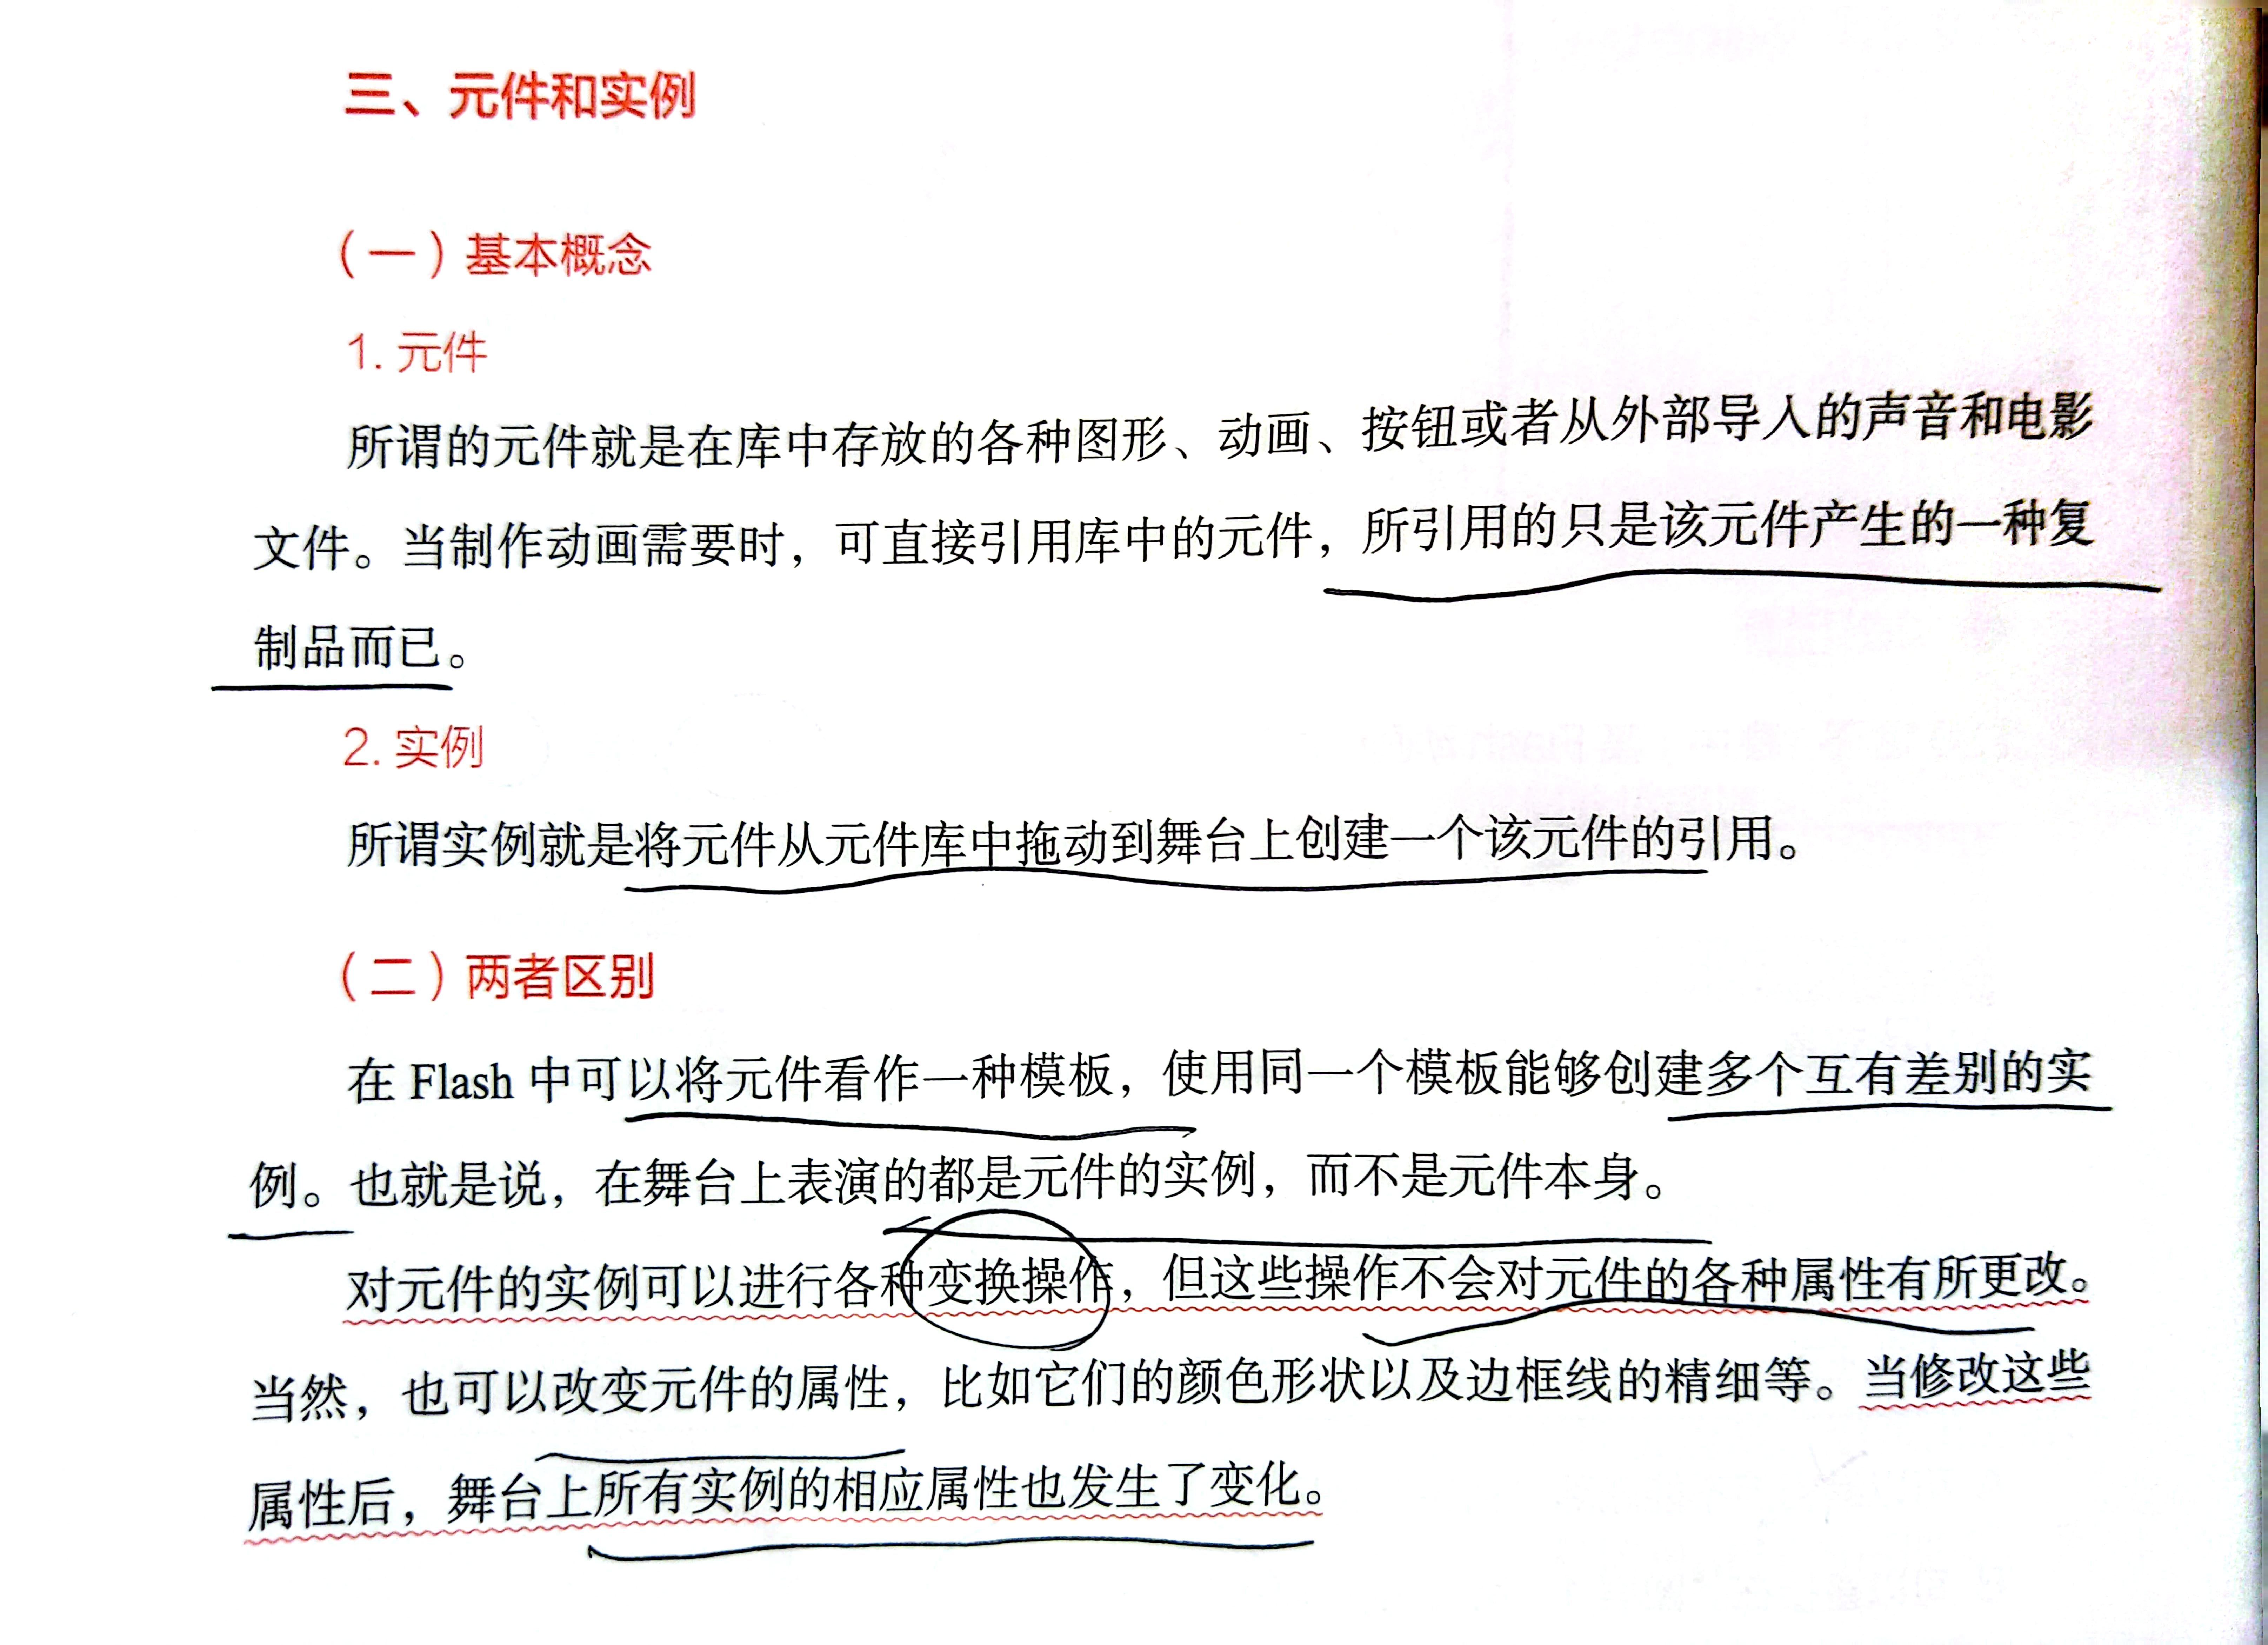 三、元件和实例
（一）基本概念
1. 元件
所谓的元件就是在库中存放的各种图形、动画、按钮或者从外部导入的声音和电影
文件。当制作动画需要时，可直接引用库中的元件，所引用的只是该元件产生的一种复
制品而已。
2. 实例
所谓实例就是将元件从元件库中拖动到舞台上创建一个该元件的引用。
（二）两者区别
在 Flash 中可以将元件看作一种模板，使用同一个模板能够创建多个互有差别的实
例。也就是说，在舞台上表演的都是元件的实例，而不是元件本身。
对元件的实例可以进行各种变换操作，但这些操作不会对元件的各种属性有所更改。
当然，也可以改变元件的属性，比如它们的颜色形状以及边框线的精细等。当修改这些
属性后，舞台上所有实例的相应属性也发生了变化。